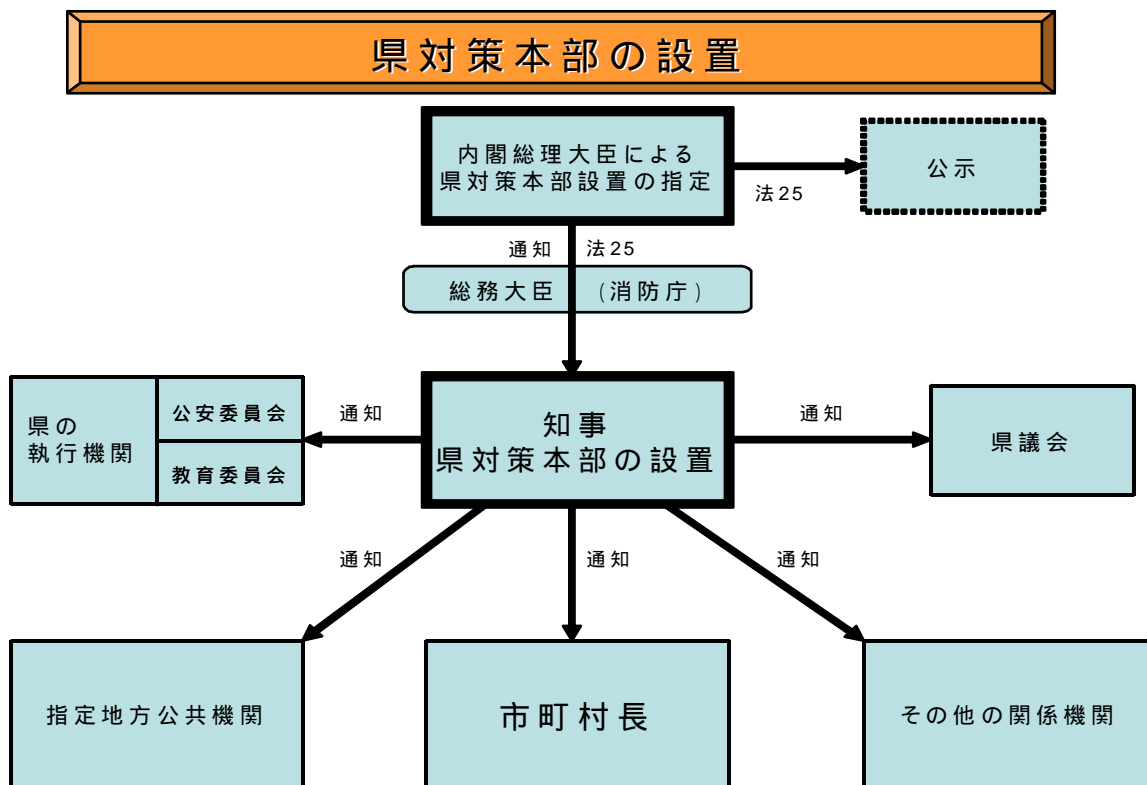 県対策本部の設置
内閣総理大臣による
県対策本部設置の指定
法25
公示
通知 法25
総務大臣 (消防庁)
県の
執行機関
公安委員会
教育委員会
通知
知事
県対策本部の設置
通知
県議会
通知
通知
通知
指定地方公共機関
市町村長
その他の関係機関